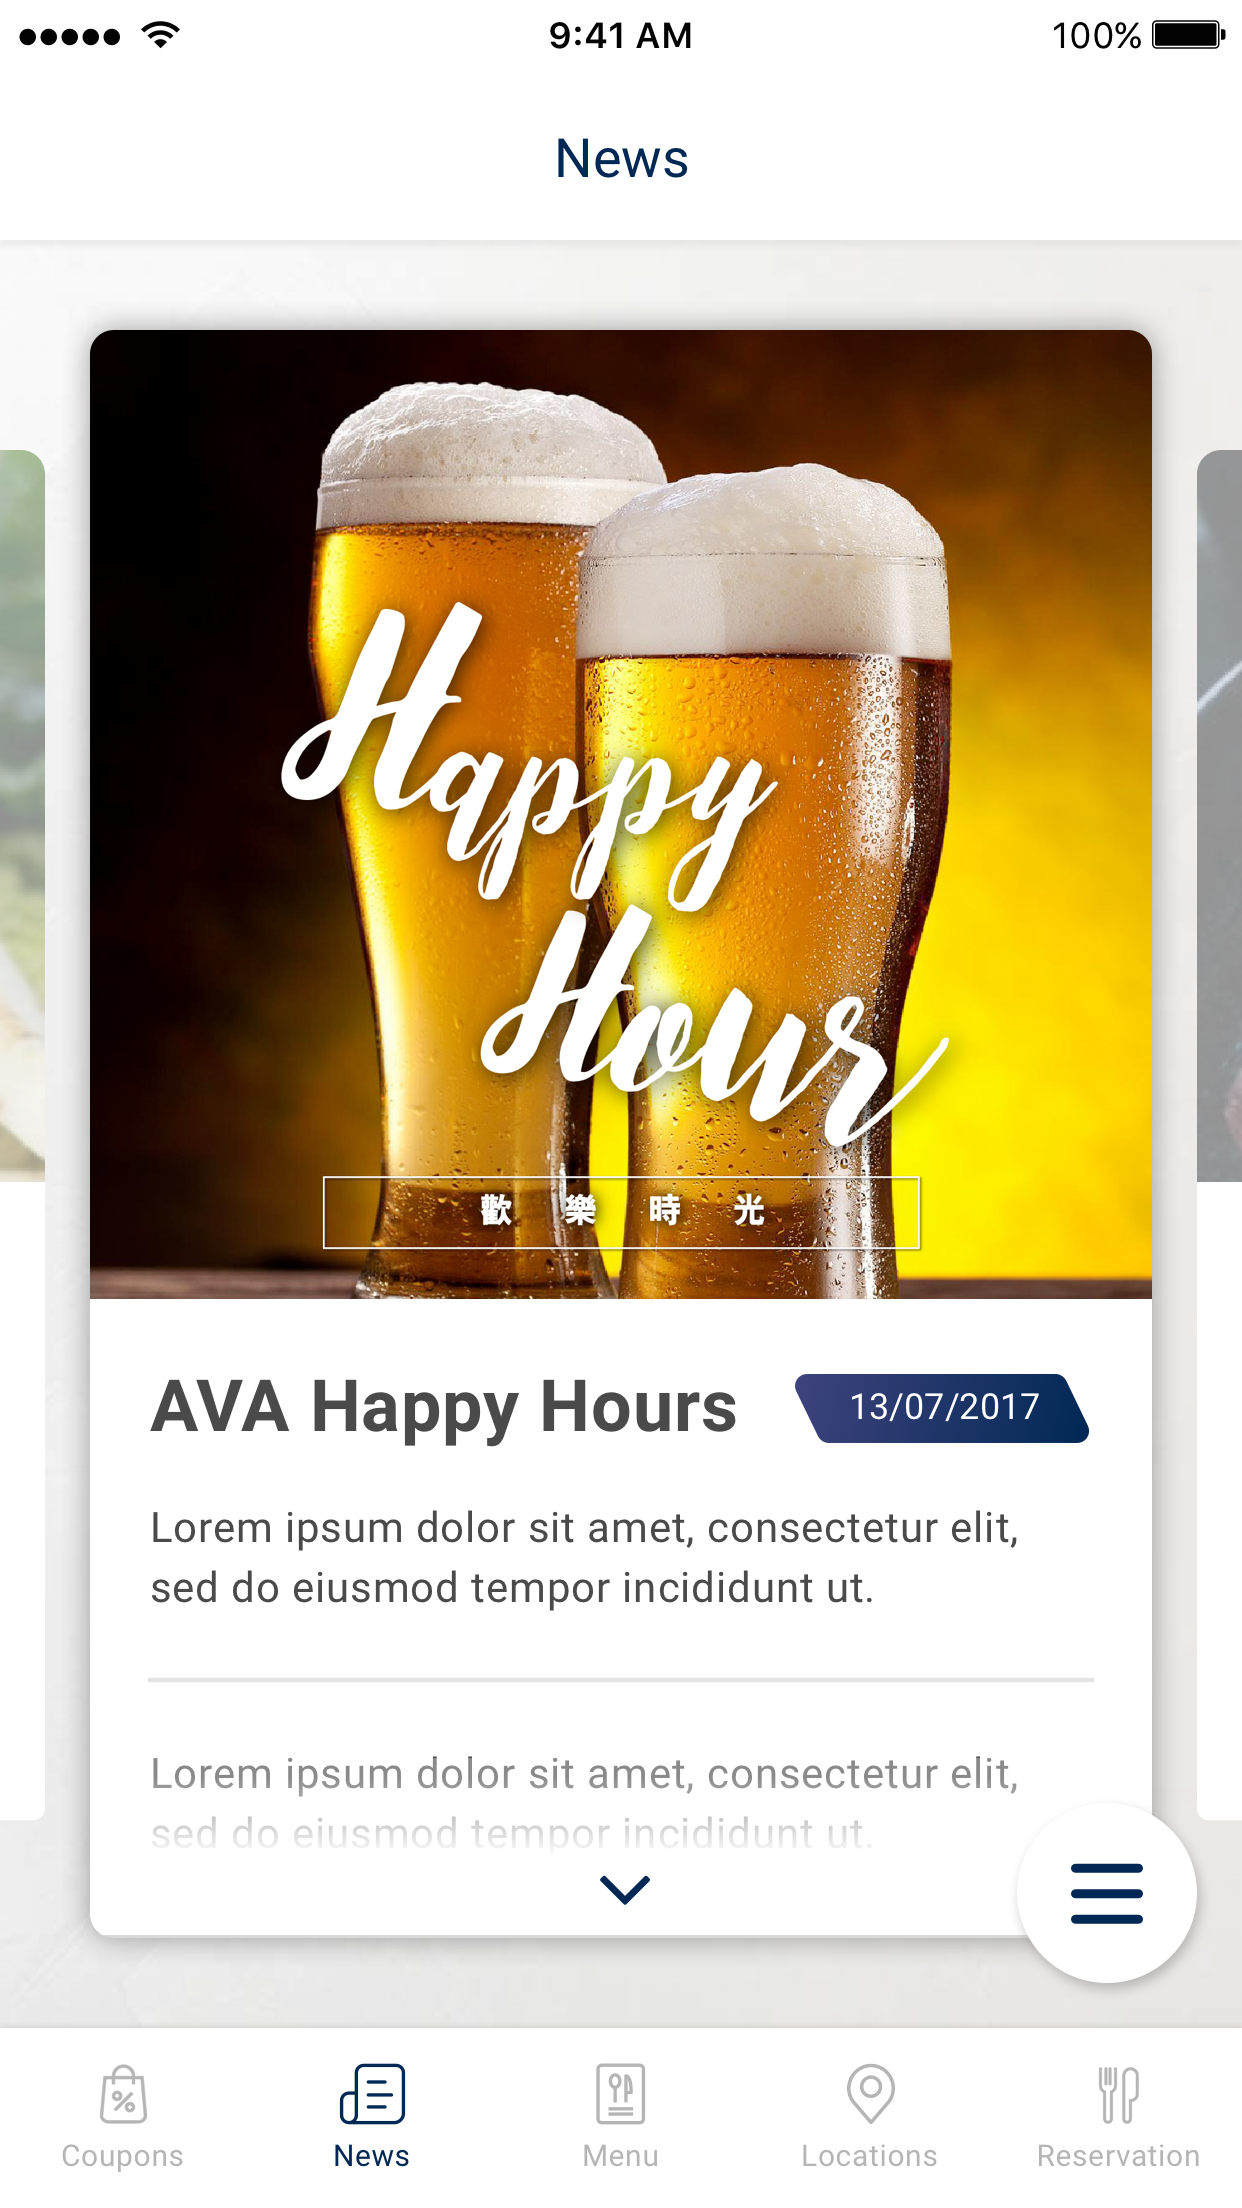 9:41 AM
100%
News
Happy
Hour
歡樂時光
AVA Happy Hours
13/07/2017
Lorem ipsum dolor sit amet, consectetur elit,
sed do eiusmod tempor incididunt ut.
Lorem ipsum dolor sit amet, consectetur elit,
sed do eiusmod tempor incididunt ut.
Coupons
News
Menu
Locations
Reservation